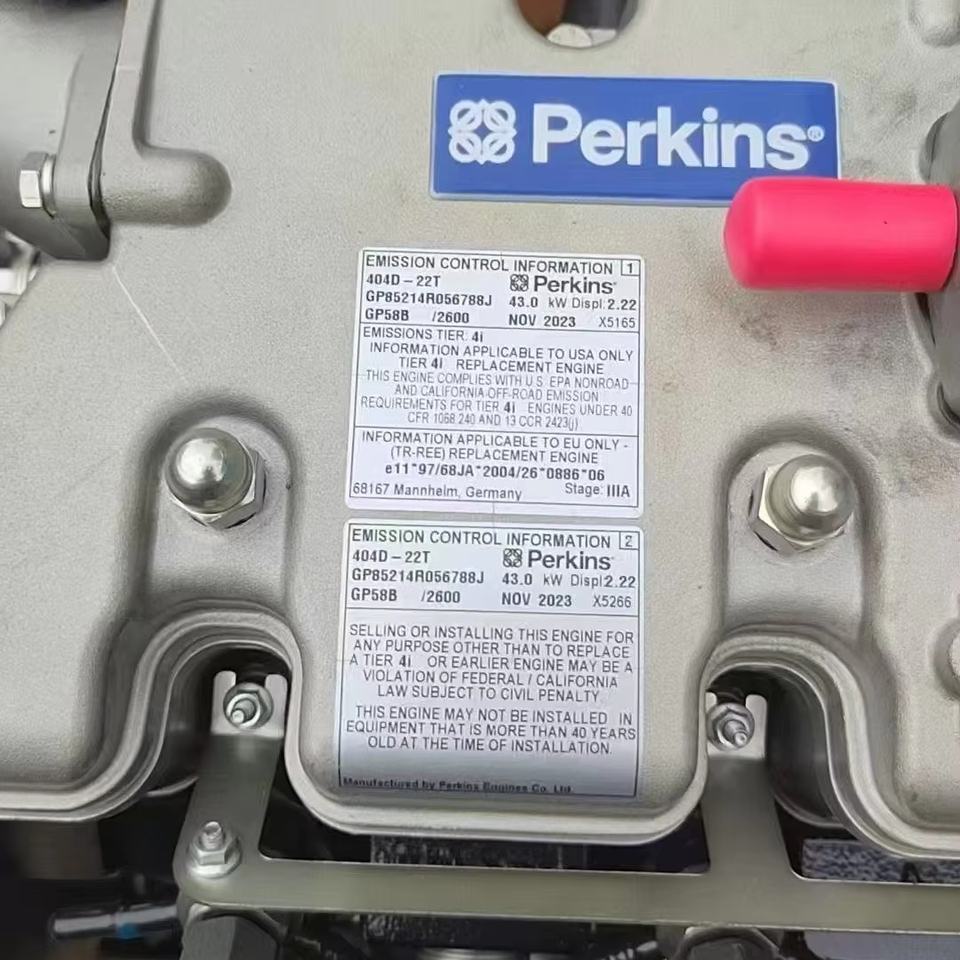 Perkins®
EMISSION CONTROL INFORMATION 1
404D-22T Perkins®
GP85214R056788J 43.0 kW Displ:2.22
GP58B /2600 NOV 2023 X5165
EMISSIONS TIER: 4i
INFORMATION APPLICABLE TO USA ONLY
TIER 4i REPLACEMENT ENGINE
THIS ENGINE COMPLIES WITH U.S. EPA NONROAD
AND CALIFORNIA OFF-ROAD EMISSION
REQUIREMENTS FOR TIER 4i ENGINES UNDER 40
CFR 1068.240 AND 13 CCR 2423(j)
INFORMATION APPLICABLE TO EU ONLY -
(TR-REE) REPLACEMENT ENGINE
e11*97/68JA*2004/26*0886*06
68167 Mannheim, Germany Stage: IIIA
EMISSION CONTROL INFORMATION 2
404D-22T Perkins®
GP85214R056788J 43.0 kW Displ:2.22
GP58B /2600 NOV 2023 X5266
SELLING OR INSTALLING THIS ENGINE FOR
ANY PURPOSE OTHER THAN TO REPLACE
A TIER 4i OR EARLIER ENGINE MAY BE A
VIOLATION OF FEDERAL / CALIFORNIA
LAW SUBJECT TO CIVIL PENALTY.
THIS ENGINE MAY NOT BE INSTALLED IN
EQUIPMENT THAT IS MORE THAN 40 YEARS
OLD AT THE TIME OF INSTALLATION.
Manufactured by Perkins Engines Co. Ltd.